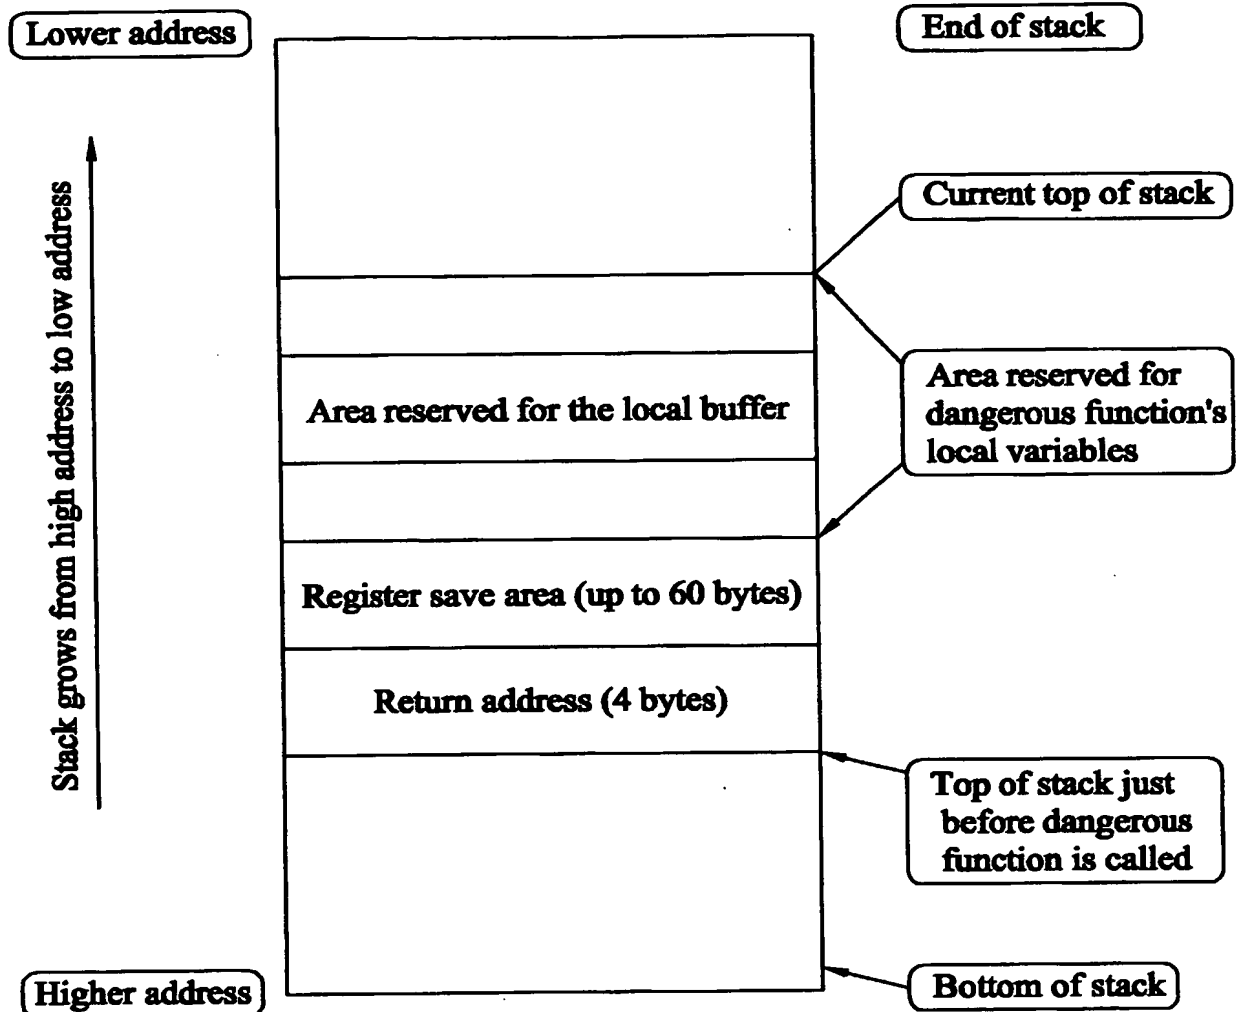 Lower address
End of stack
Current top of stack
Stack grows from high address to low address
Area reserved for the local buffer
Area reserved for
dangerous function's
local variables
Register save area (up to 60 bytes)
Return address (4 bytes)
Top of stack just
before dangerous
function is called
Higher address
Bottom of stack